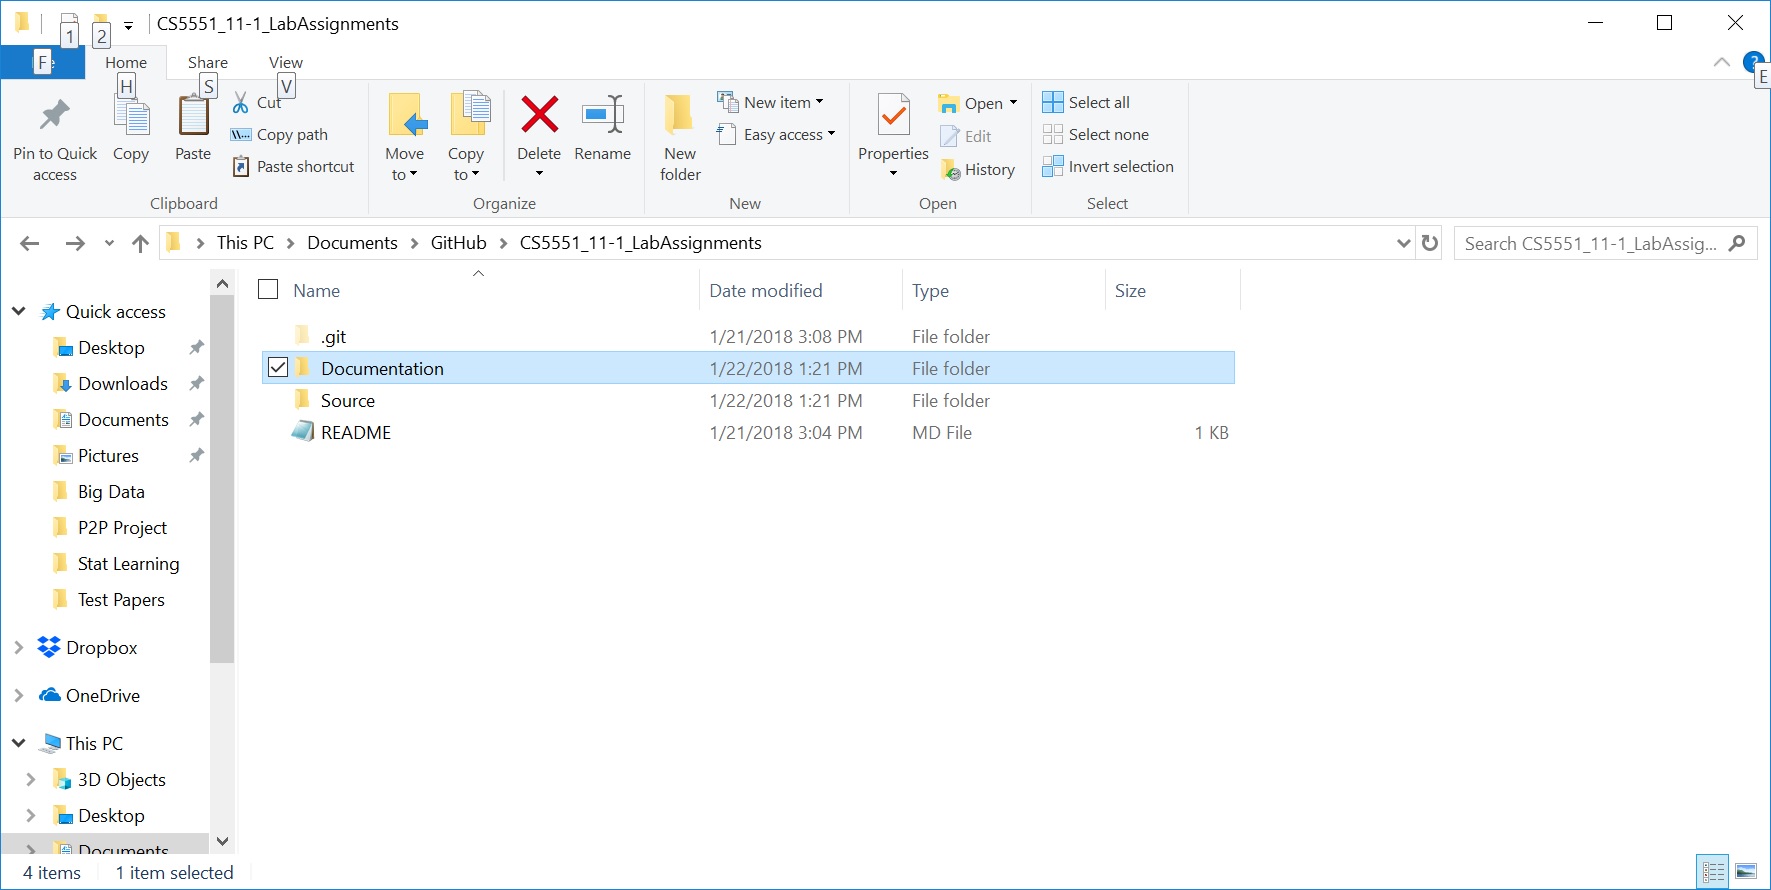 1
2
CS5551_11-1_LabAssignments
F
Home
Share
View
H
S
V
?
E
Pin to Quick access
Copy
Paste
Cut
Copy path
Paste shortcut
Clipboard
Move to
Copy to
Delete
Rename
Organize
New folder
New item
Easy access
New
Properties
Open
Edit
History
Open
Select all
Select none
Invert selection
Select
This PC > Documents > GitHub > CS5551_11-1_LabAssignments
Search CS5551_11-1_LabAssig...
Name Date modified Type Size
.git 1/21/2018 3:08 PM File folder
Documentation 1/22/2018 1:21 PM File folder
Source 1/22/2018 1:21 PM File folder
README 1/21/2018 3:04 PM MD File 1 KB
Quick access
Desktop
Downloads
Documents
Pictures
Big Data
P2P Project
Stat Learning
Test Papers
Dropbox
OneDrive
This PC
3D Objects
Desktop
Documents
4 items 1 item selected